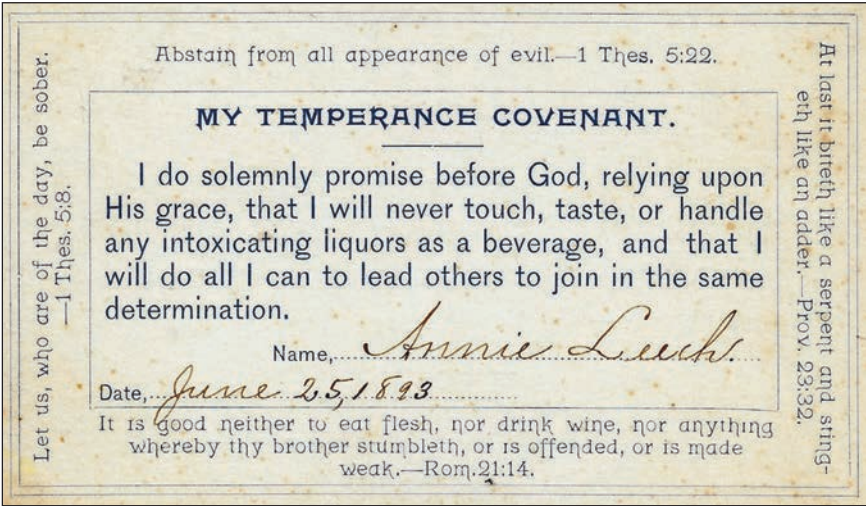 Abstain from all appearance of evil.—1 Thes. 5:22.
Let us, who are of the day, be sober.
—1 Thes. 5:8.
MY TEMPERANCE COVENANT.
I do solemnly promise before God, relying upon
His grace, that I will never touch, taste, or handle
any intoxicating liquors as a beverage, and that I
will do all I can to lead others to join in the same
determination.
Name, Annie Leech.
Date, June 25, 1893
At last it biteth like a serpent and sting-
eth like an adder.—Prov. 23:32.
It is good neither to eat flesh, nor drink wine, nor anything
whereby thy brother stumbleth, or is offended, or is made
weak.—Rom.21:14.